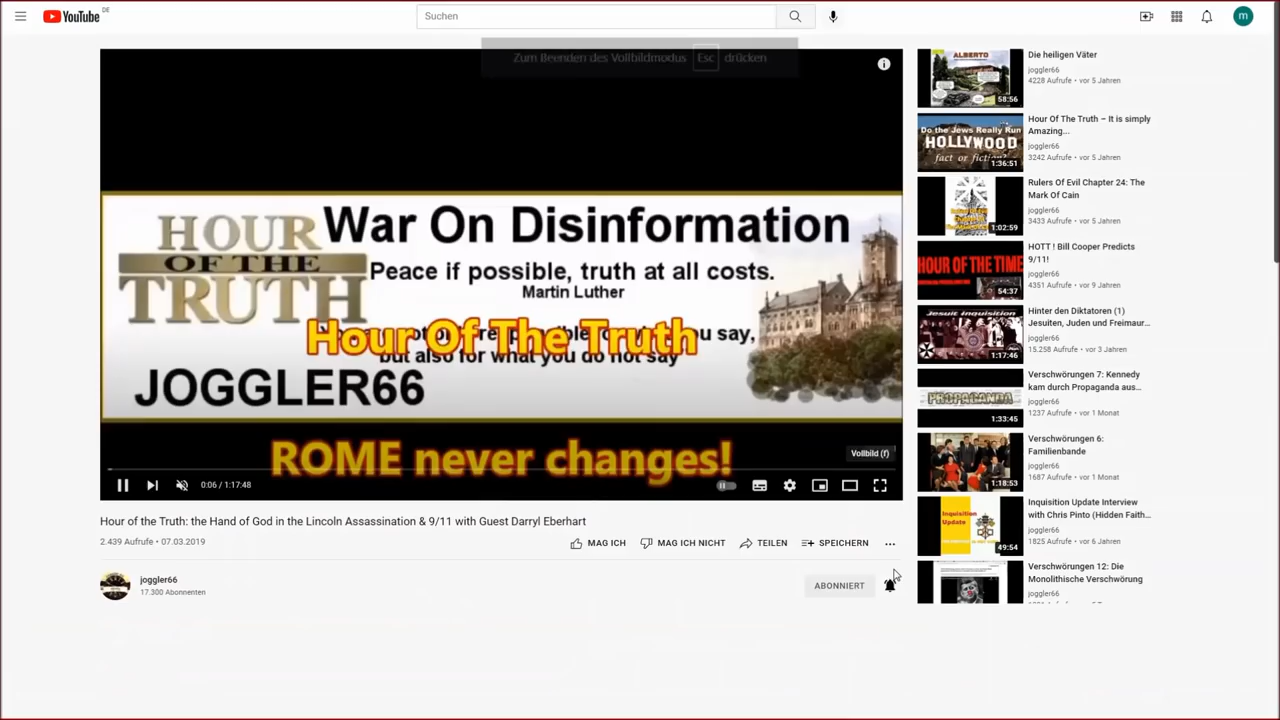 YouTube DE
Suchen
Zum Beenden des Vollbildmodus Esc drücken
HOUR
OF THE
TRUTH
War On Disinformation
Peace if possible, truth at all costs.
Martin Luther
Hour Of The Truth
but also for what you do not say
JOGGLER66
ROME never changes!
Vollbild (f)
0:06 / 1:17:48
Hour of the Truth: the Hand of God in the Lincoln Assassination & 9/11 with Guest Darryl Eberhart
2.439 Aufrufe • 07.03.2019
MAG ICH
MAG ICH NICHT
TEILEN
SPEICHERN
joggler66
17.300 Abonnenten
ABONNIERT
m
ALBERTO
58:56
Die heiligen Väter
joggler66
4228 Aufrufe • vor 5 Jahren
Do the Jews Really Run
HOLLYWOOD
fact or fiction?
1:36:51
Hour Of The Truth – It is simply
Amazing...
joggler66
3242 Aufrufe • vor 5 Jahren
1:02:59
Rulers Of Evil Chapter 24: The
Mark Of Cain
joggler66
3433 Aufrufe • vor 5 Jahren
HOUR OF THE TIME
54:37
HOTT ! Bill Cooper Predicts
9/11!
joggler66
4351 Aufrufe • vor 9 Jahren
Jesuit inquisition
1:17:46
Hinter den Diktatoren (1)
Jesuiten, Juden und Freimaur...
joggler66
15.258 Aufrufe • vor 3 Jahren
PROPAGANDA
1:33:45
Verschwörungen 7: Kennedy
kam durch Propaganda aus...
joggler66
1237 Aufrufe • vor 1 Monat
1:18:53
Verschwörungen 6:
Familienbande
joggler66
1687 Aufrufe • vor 1 Monat
Inquisition
Update
49:54
Inquisition Update Interview
with Chris Pinto (Hidden Faith...
joggler66
1825 Aufrufe • vor 6 Jahren
Verschwörungen 12: Die
Monolithische Verschwörung
joggler66